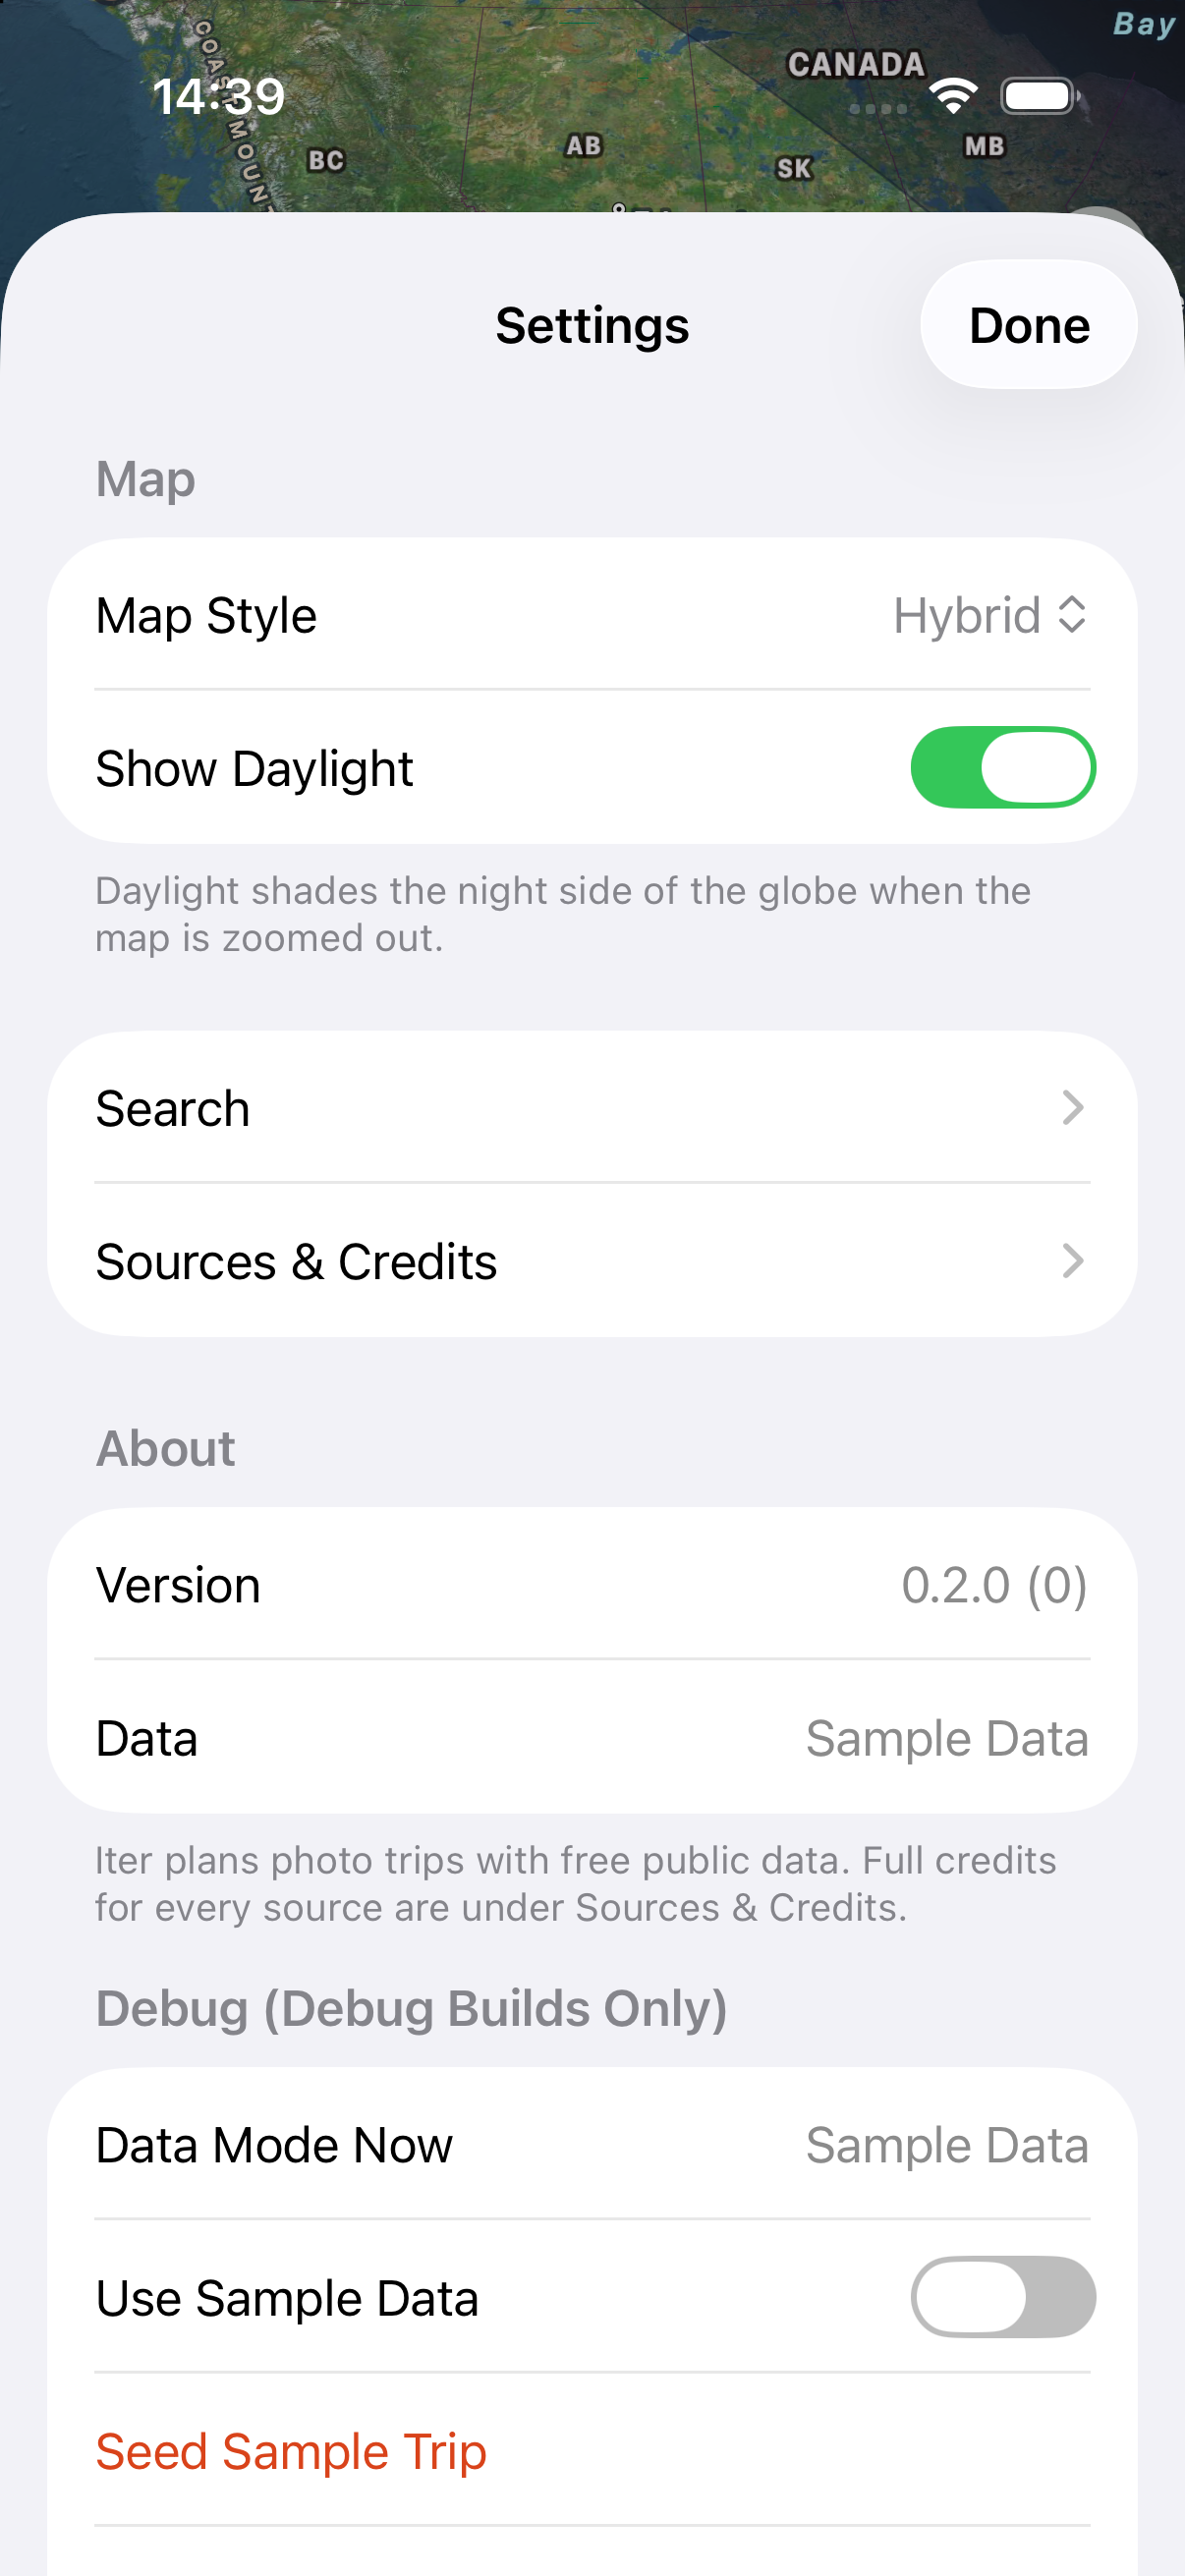 Bay
CANADA
14:39
COAST MOUNT
BC
AB
SK
MB
Settings
Done
Map
Map Style
Hybrid
Show Daylight
Daylight shades the night side of the globe when the
map is zoomed out.
Search
Sources & Credits
About
Version
0.2.0 (0)
Data
Sample Data
Iter plans photo trips with free public data. Full credits
for every source are under Sources & Credits.
Debug (Debug Builds Only)
Data Mode Now
Sample Data
Use Sample Data
Seed Sample Trip